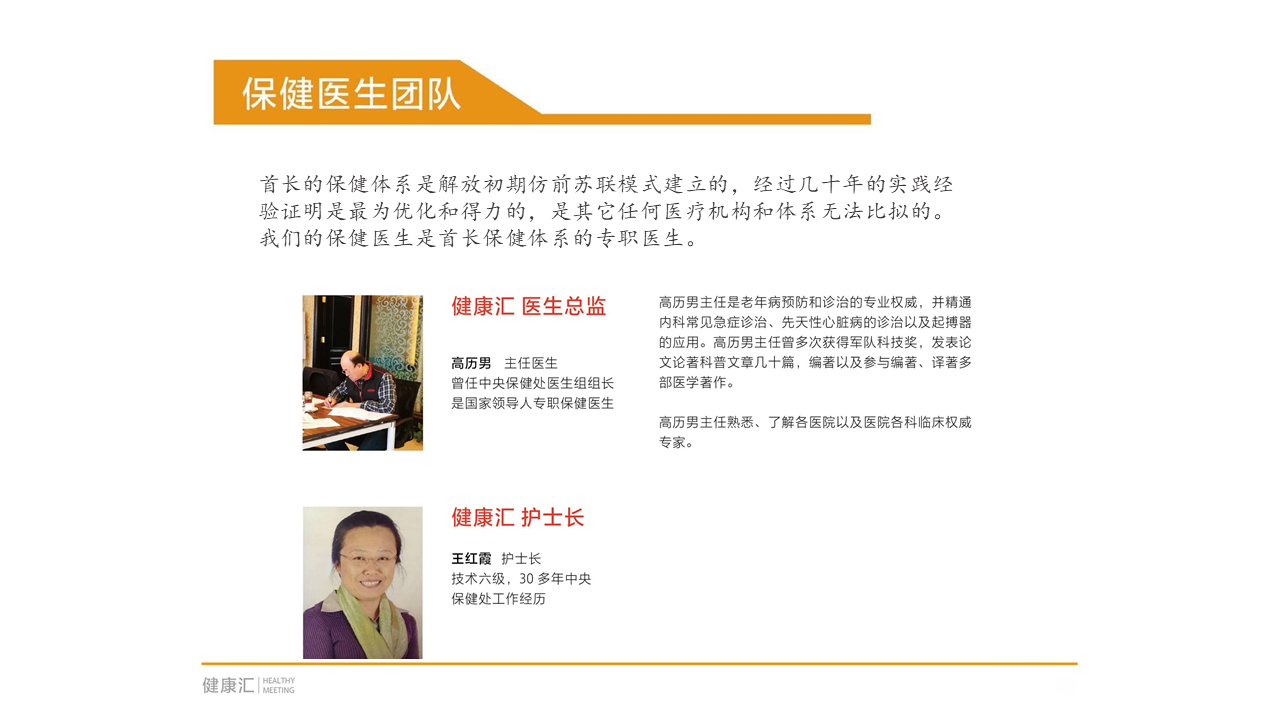 保健医生团队
首长的保健体系是解放初期仿前苏联模式建立的，经过几十年的实践经
验证明是最为优化和得力的，是其它任何医疗机构和体系无法比拟的。
我们的保健医生是首长保健体系的专职医生。
健康汇 医生总监
高历男 主任医生
曾任中央保健处医生组组长
是国家领导人专职保健医生
高历男主任是老年病预防和诊治的专业权威，并精通
内科常见急症诊治、先天性心脏病的诊治以及起搏器
的应用。高历男主任曾多次获得军队科技奖，发表论
文论著科普文章几十篇，编著以及参与编著、译著多
部医学著作。
高历男主任熟悉、了解各医院以及医院各科临床权威
专家。
健康汇 护士长
王红霞 护士长
技术六级，30 多年中央
保健处工作经历
健康汇 HEALTHY
MEETING